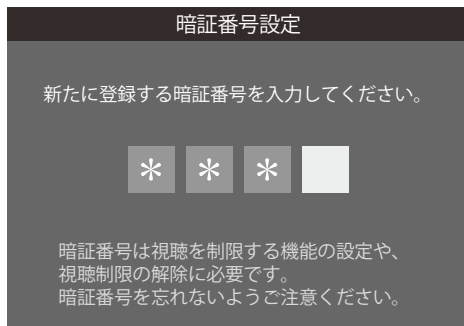 暗証番号設定
新たに登録する暗証番号を入力してください。
＊ ＊ ＊
暗証番号は視聴を制限する機能の設定や、
視聴制限の解除に必要です。
暗証番号を忘れないようご注意ください。